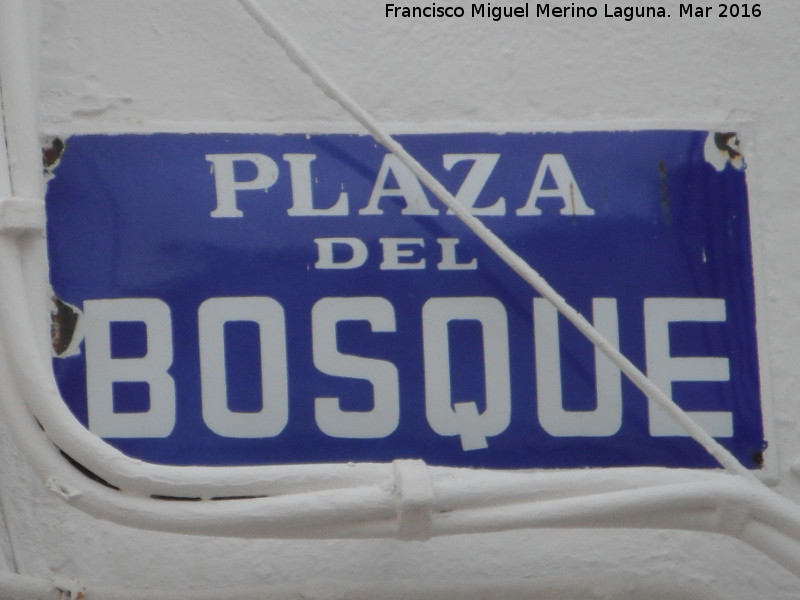 Francisco Miguel Merino Laguna. Mar 2016
PLAZA
DEL
BOSQUE